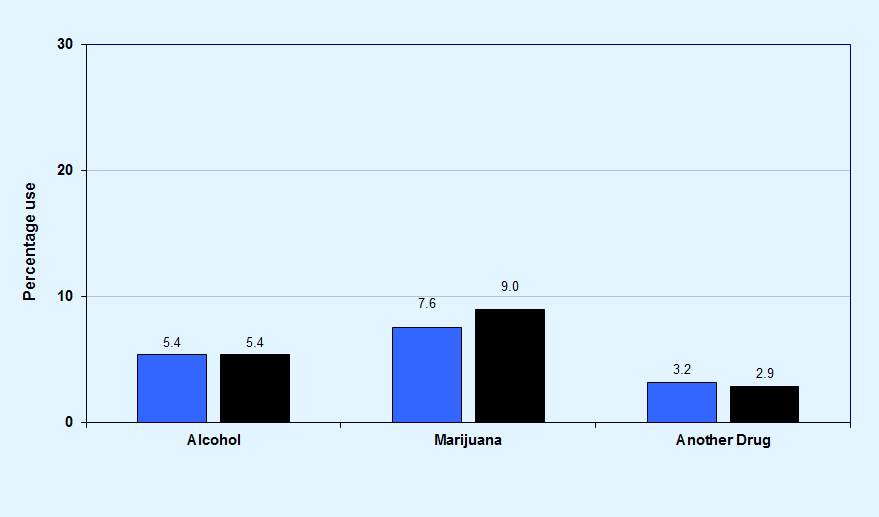 30
20
10
0
Percentage use
5.4
5.4
7.6
9.0
3.2
2.9
Alcohol
Marijuana
Another Drug